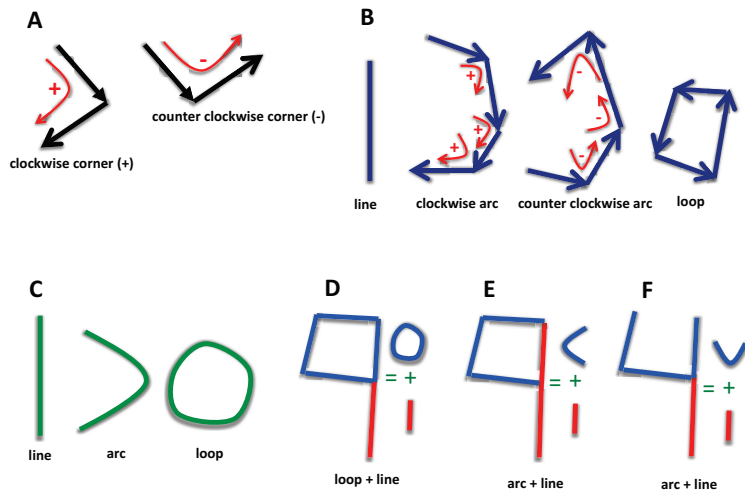 A
+
-
counter clockwise corner (-)
clockwise corner (+)
B
+
+
+
-
-
-
line
clockwise arc
counter clockwise arc
loop
C
line
arc
loop
D
= +
loop + line
E
= +
arc + line
F
= +
arc + line